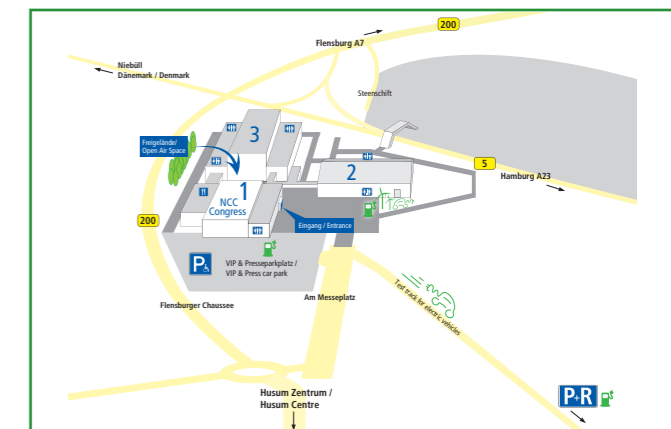 200
Flensburg A7
Niebüll
Dänemark / Denmark
Steenschift
3
Freigelände/
Open Air Space
2
5
Hamburg A23
1
NCC
Congress
200
Eingang / Entrance
P
VIP & Presseparkplatz /
VIP & Press car park
Am Messeplatz
Flensburger Chaussee
Test track for electric vehicles
Husum Zentrum /
Husum Centre
P+R